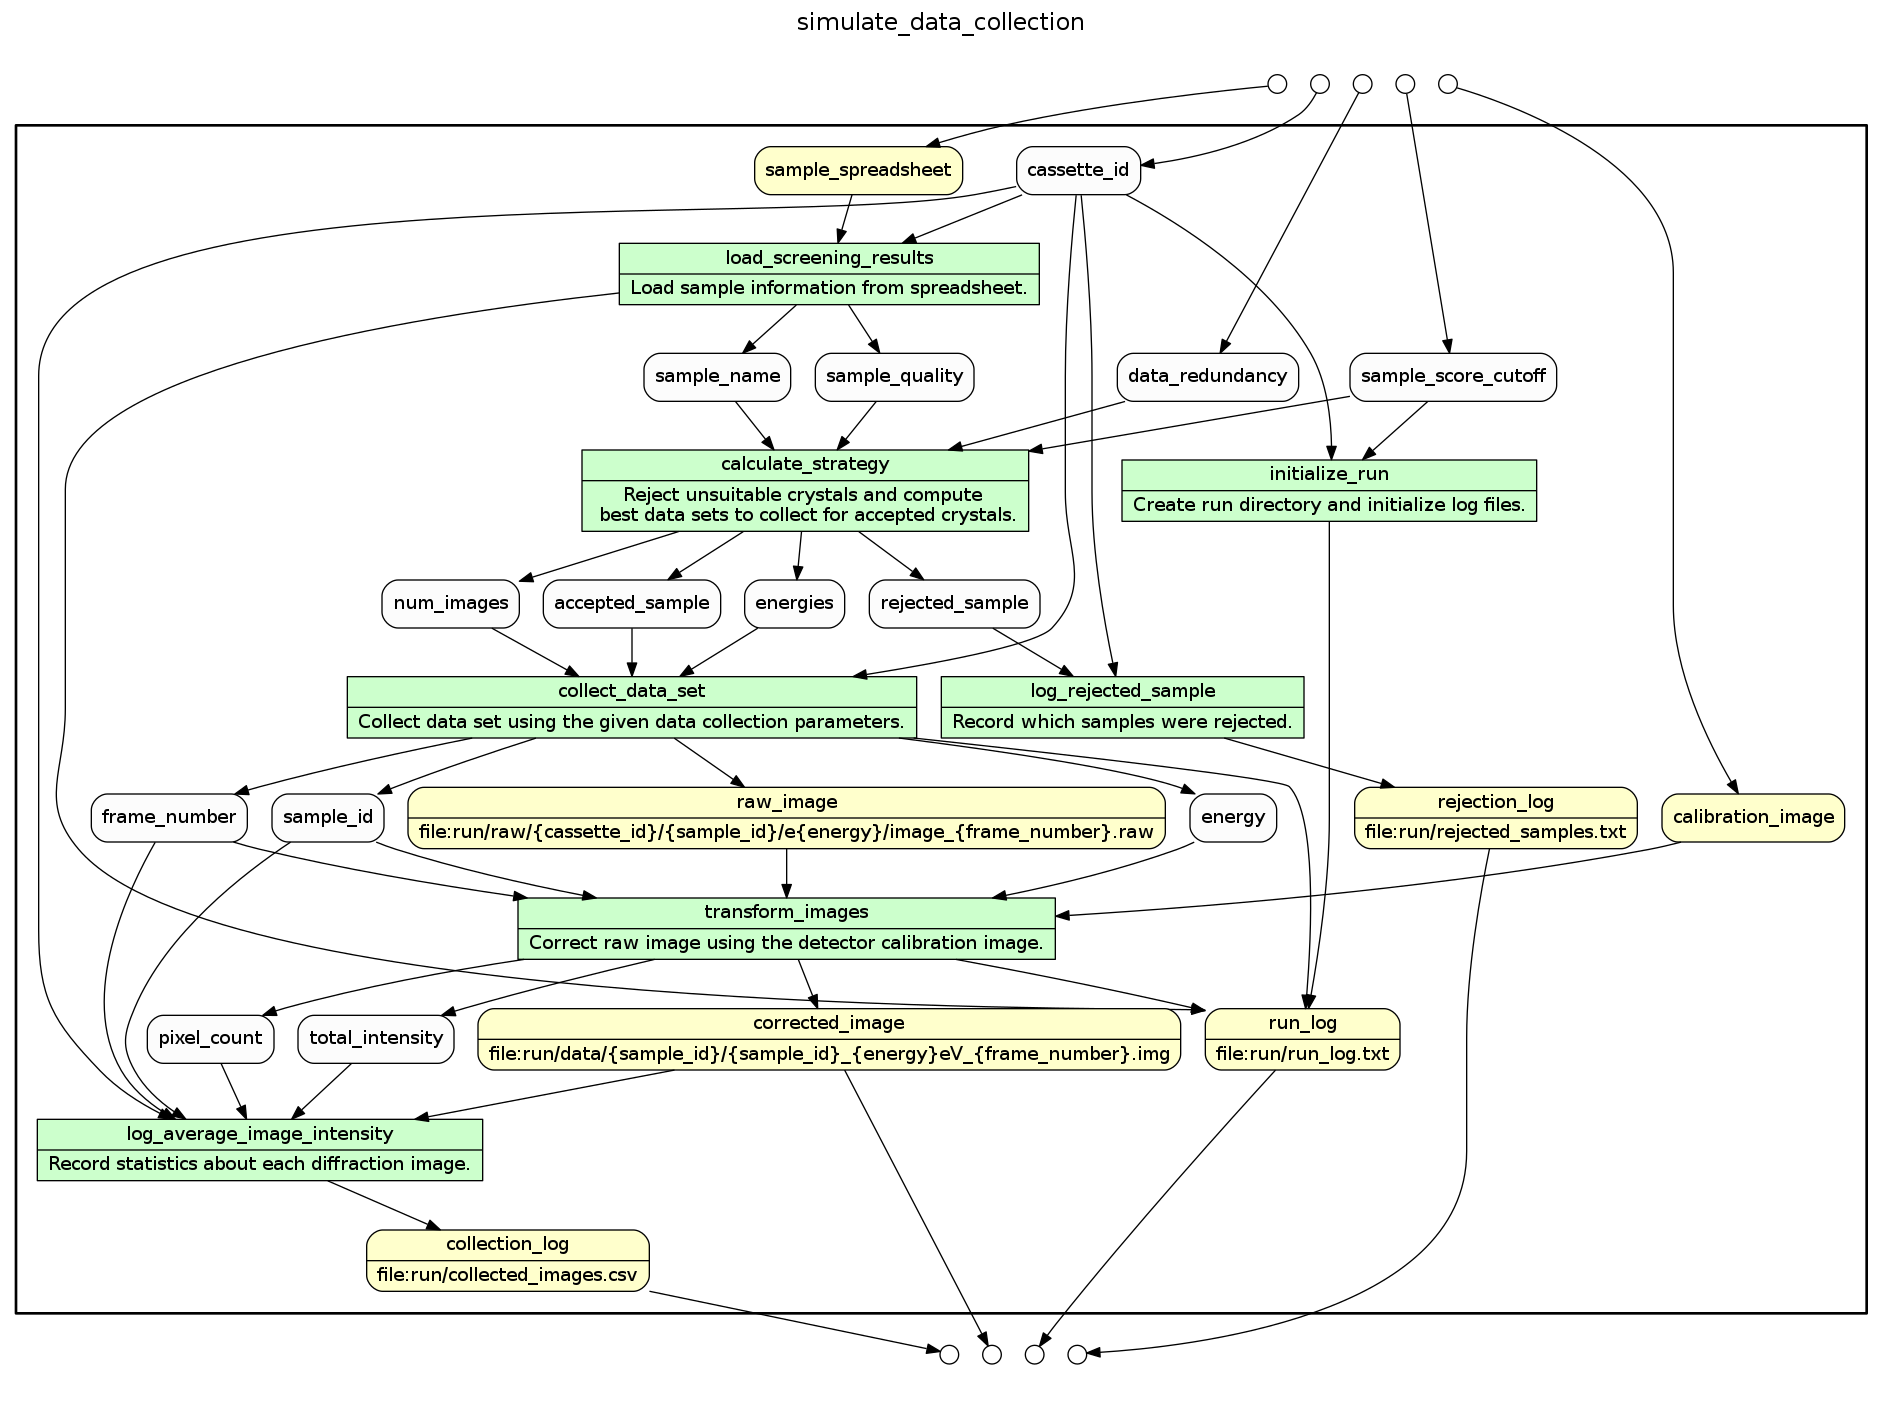 simulate_data_collection
sample_spreadsheet
cassette_id
load_screening_results
Load sample information from spreadsheet.
sample_name
sample_quality
data_redundancy
sample_score_cutoff
calculate_strategy
Reject unsuitable crystals and compute
best data sets to collect for accepted crystals.
initialize_run
Create run directory and initialize log files.
num_images
accepted_sample
energies
rejected_sample
collect_data_set
Collect data set using the given data collection parameters.
log_rejected_sample
Record which samples were rejected.
frame_number
sample_id
raw_image
file:run/raw/{cassette_id}/{sample_id}/e{energy}/image_{frame_number}.raw
energy
rejection_log
file:run/rejected_samples.txt
calibration_image
transform_images
Correct raw image using the detector calibration image.
pixel_count
total_intensity
corrected_image
file:run/data/{sample_id}/{sample_id}_{energy}eV_{frame_number}.img
run_log
file:run/run_log.txt
log_average_image_intensity
Record statistics about each diffraction image.
collection_log
file:run/collected_images.csv